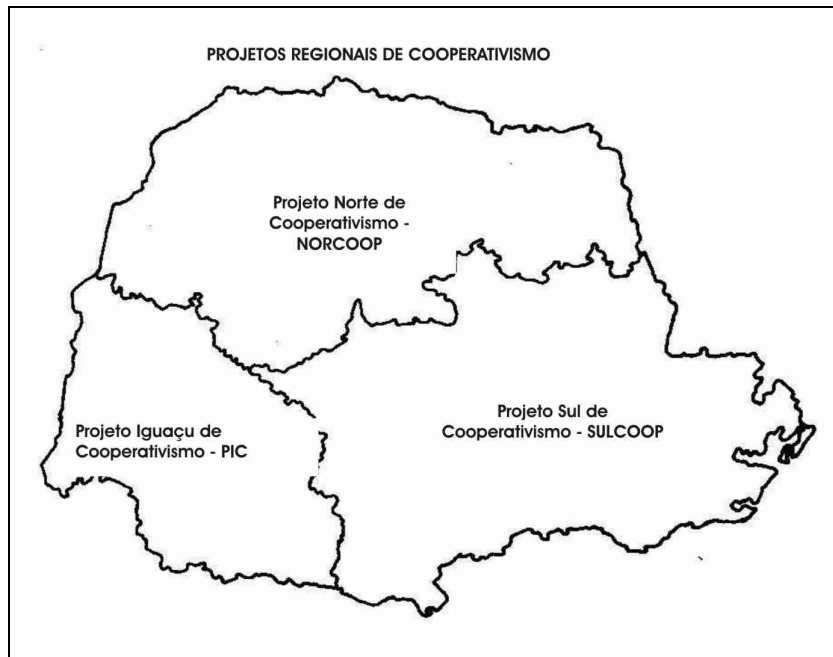 PROJETOS REGIONAIS DE COOPERATIVISMO
Projeto Norte de
Cooperativismo -
NORCOOP
Projeto Iguaçu de
Cooperativismo - PIC
Projeto Sul de
Cooperativismo - SULCOOP